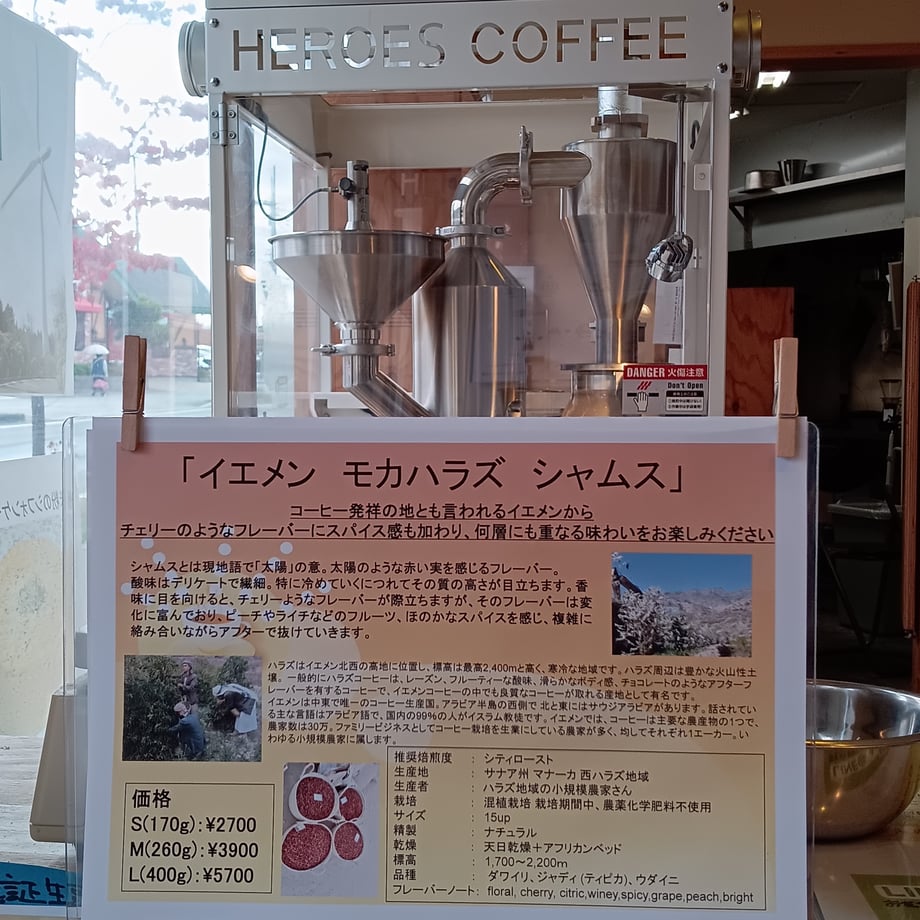 HEROES COFFEE
DANGER 火傷注意
Don't Open
「イエメン モカハラズ シャムス」
コーヒー発祥の地とも言われるイエメンから
チェリーのようなフレーバーにスパイス感も加わり、何層にも重なる味わいをお楽しみください
シャムスとは現地語で「太陽」の意。太陽のような赤い実を感じるフレーバー。
酸味はデリケートで繊細。特に冷めていくにつれてその質の高さが目立ちます。香
味に目を向けると、チェリーようなフレーバーが際立ちますが、そのフレーバーは変
化に富んでおり、ピーチやライチなどのフルーツ、ほのかなスパイスを感じ、複雑に
絡み合いながらアフターで抜けていきます。
ハラズはイエメン北西の高地に位置し、標高は最高2,400mと高く、寒冷な地域です。ハラズ周辺は豊かな火山性土
壌。一般的にハラズコーヒーは、レーズン、フルーティーな酸味、滑らかなボディ感、チョコレートのようなアフターフ
レーバーを有するコーヒーで、イエメンコーヒーの中でも良質なコーヒーが取れる産地として有名です。
イエメンは中東で唯一のコーヒー生産国。アラビア半島の西側で 北と東にはサウジアラビアがあります。話されてい
る主な言語はアラビア語で、国内の99%の人がイスラム教徒です。イエメンでは、コーヒーは主要な農産物の1つで、
農家数は30万。ファミリービジネスとしてコーヒー栽培を生業にしている農家が多く、均してそれぞれ1エーカー。い
わゆる小規模農家に属します。
価格
S(170g):¥2700
M(260g):¥3900
L(400g):¥5700
推奨焙煎度 : シティロースト
生産地 : サナア州 マナーカ 西ハラズ地域
生産者 : ハラズ地域の小規模農家さん
栽培 : 混植栽培 栽培期間中、農薬化学肥料不使用
サイズ : 15up
精製 : ナチュラル
乾燥 : 天日乾燥+アフリカンベッド
標高 : 1,700～2,200m
品種 : ダワイリ、ジャディ(ティピカ)、ウダイニ
フレーバーノート: floral, cherry, citric,winey,spicy,grape,peach,bright